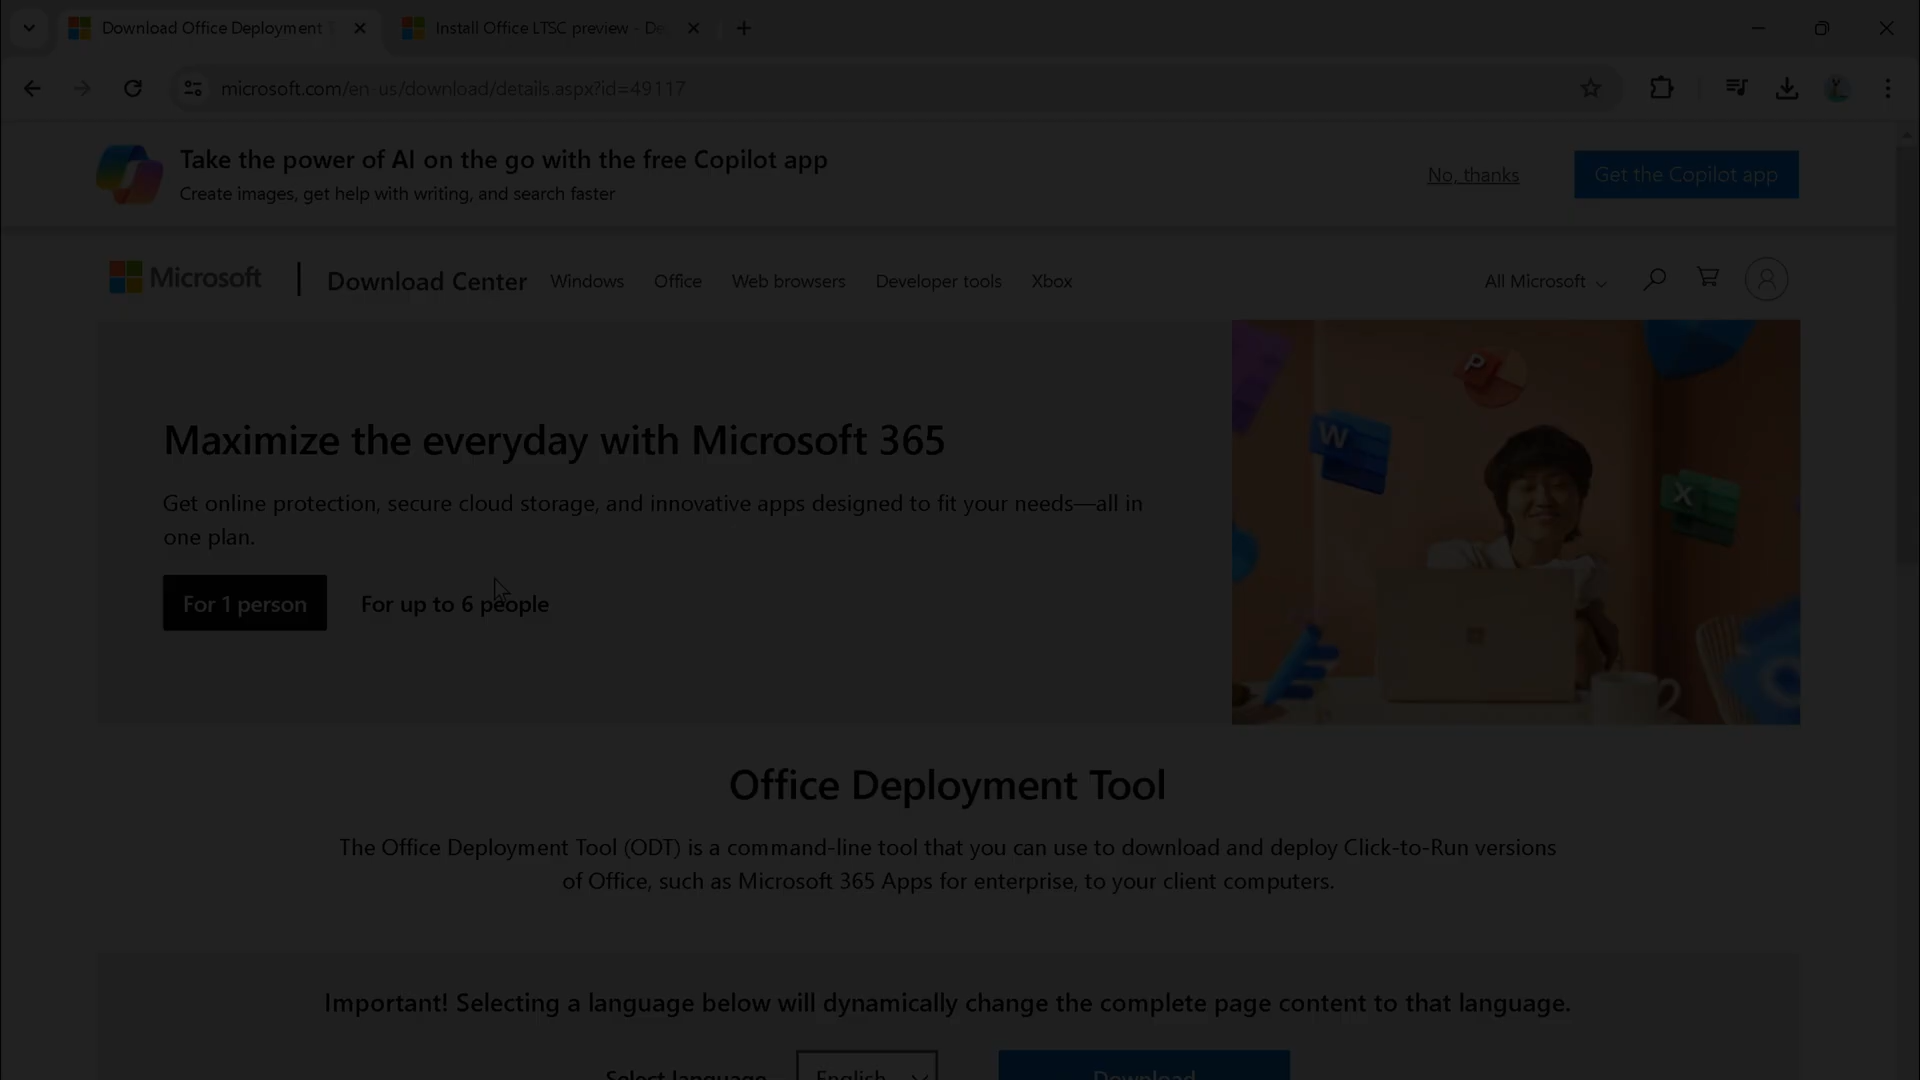 Download Office Deployment
Install Office LTSC preview - De
microsoft.com/en-us/download/details.aspx?id=49117
Take the power of AI on the go with the free Copilot app
Create images, get help with writing, and search faster
No, thanks
Get the Copilot app
Microsoft
Download Center
Windows
Office
Web browsers
Developer tools
Xbox
All Microsoft
Maximize the everyday with Microsoft 365
Get online protection, secure cloud storage, and innovative apps designed to fit your needs—all in
one plan.
For 1 person
For up to 6 people
W
P
X
Office Deployment Tool
The Office Deployment Tool (ODT) is a command-line tool that you can use to download and deploy Click-to-Run versions
of Office, such as Microsoft 365 Apps for enterprise, to your client computers.
Important! Selecting a language below will dynamically change the complete page content to that language.
Select language
English
Download